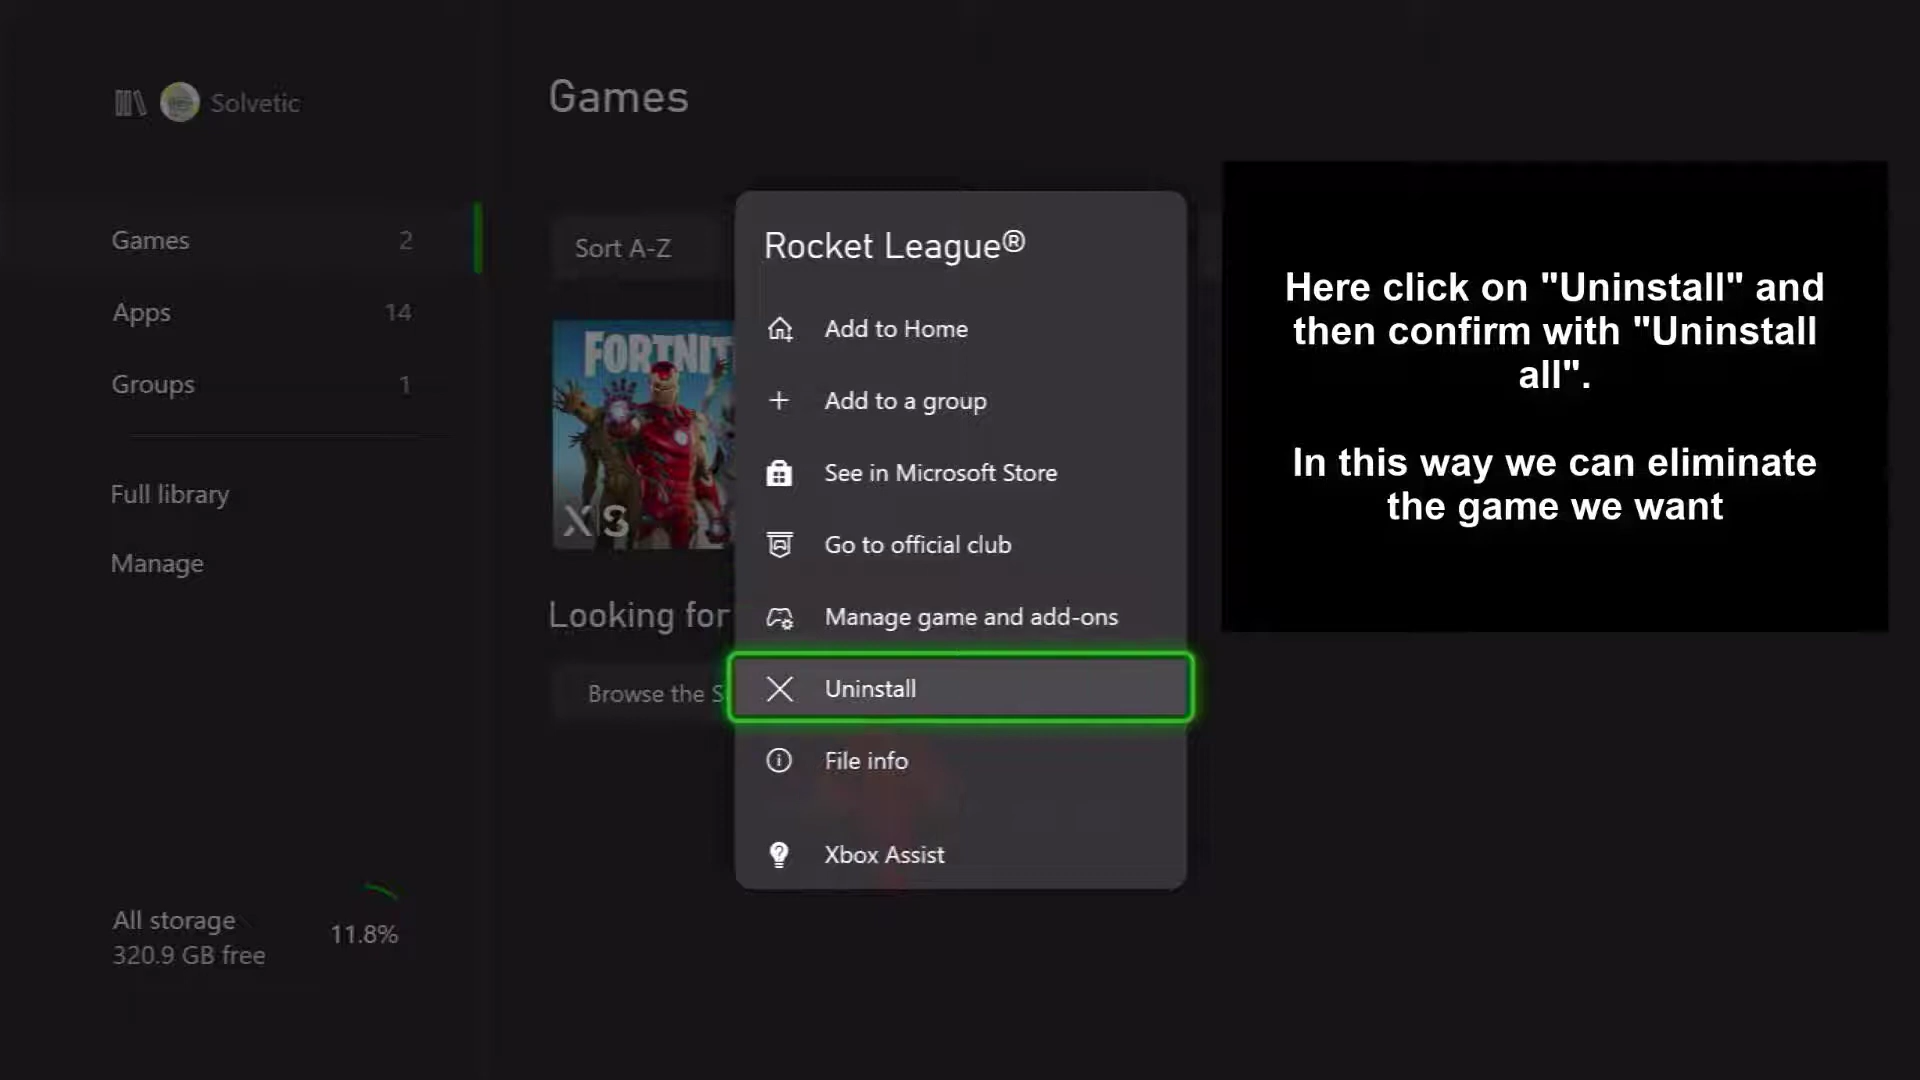 Solvetic
Games
Games 2
Apps 14
Groups 1
Full library
Manage
All storage
320.9 GB free
11.8%
Sort A-Z
FORTNIT
X|S
Looking for
Browse the S
Rocket League®
Add to Home
Add to a group
See in Microsoft Store
Go to official club
Manage game and add-ons
Uninstall
File info
Xbox Assist
Here click on "Uninstall" and
then confirm with "Uninstall
all".
In this way we can eliminate
the game we want